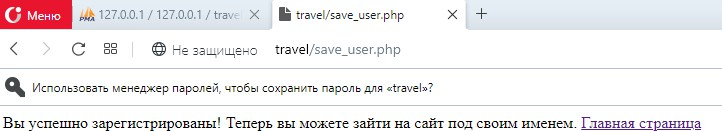 Меню
PMA
127.0.0.1 / 127.0.0.1 / trave
travel/save_user.php
Не защищено
travel/save_user.php
Использовать менеджер паролей, чтобы сохранить пароль для «travel»?
Вы успешно зарегистрированы! Теперь вы можете зайти на сайт под своим именем. Главная страница